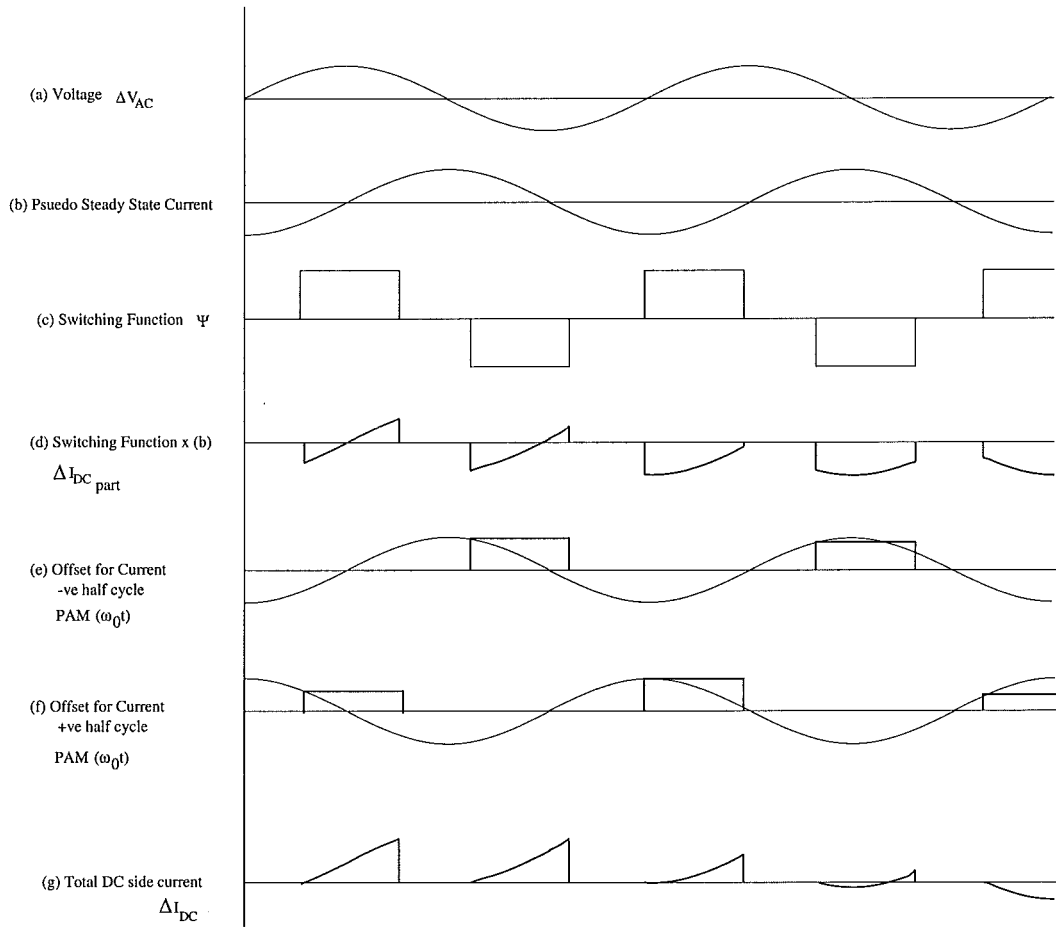 (a) Voltage ΔV_AC
(b) Psuedo Steady State Current
(c) Switching Function Ψ
(d) Switching Function x (b)
ΔI_DC part
(e) Offset for Current
-ve half cycle
PAM (ω₀t)
(f) Offset for Current
+ve half cycle
PAM (ω₀t)
(g) Total DC side current
ΔI_DC